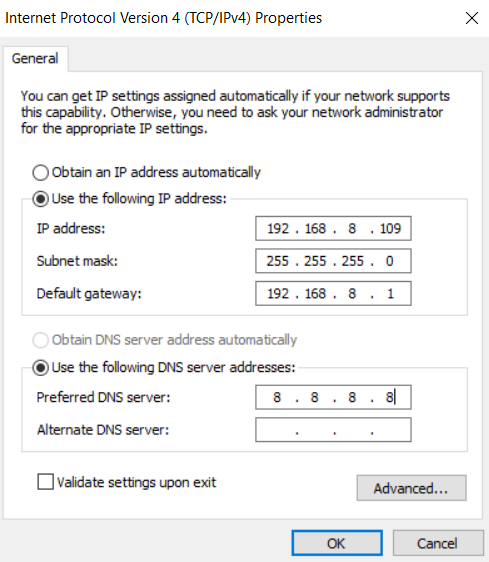 Internet Protocol Version 4 (TCP/IPv4) Properties
General
You can get IP settings assigned automatically if your network supports
this capability. Otherwise, you need to ask your network administrator
for the appropriate IP settings.
Obtain an IP address automatically
Use the following IP address:
IP address: 192 . 168 . 8 . 109
Subnet mask: 255 . 255 . 255 . 0
Default gateway: 192 . 168 . 8 . 1
Obtain DNS server address automatically
Use the following DNS server addresses:
Preferred DNS server: 8 . 8 . 8 . 8
Alternate DNS server: . . .
Validate settings upon exit
Advanced...
OK Cancel